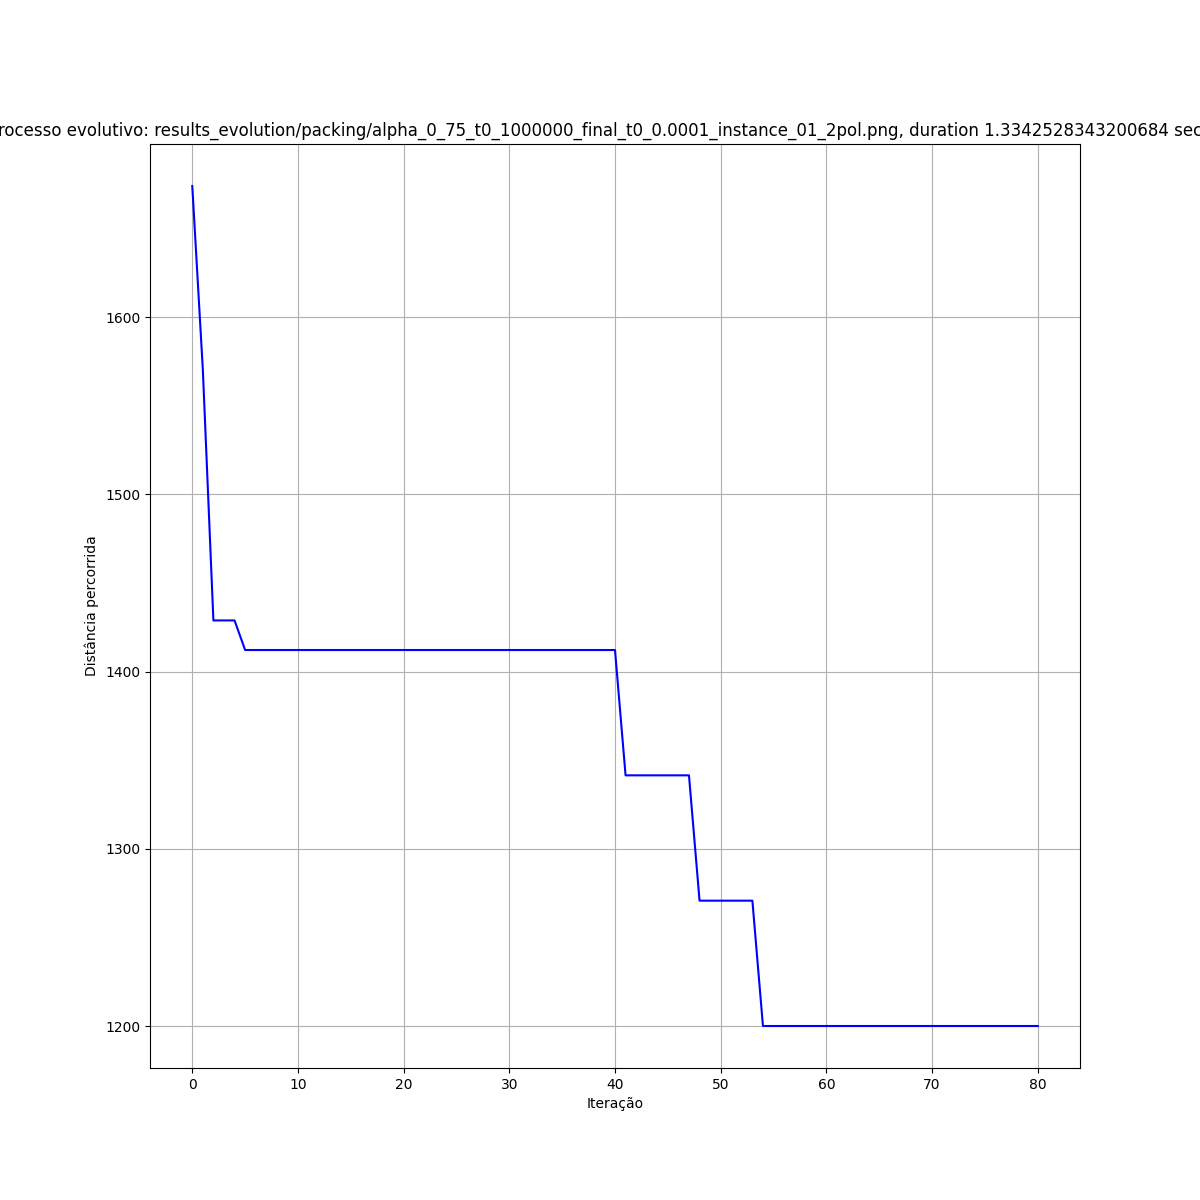 rocesso evolutivo: results_evolution/packing/alpha_0_75_t0_1000000_final_t0_0.0001_instance_01_2pol.png, duration 1.3342528343200684 sec
1600
1500
1400
1300
1200
Distância percorrida
0 10 20 30 40 50 60 70 80
Iteração